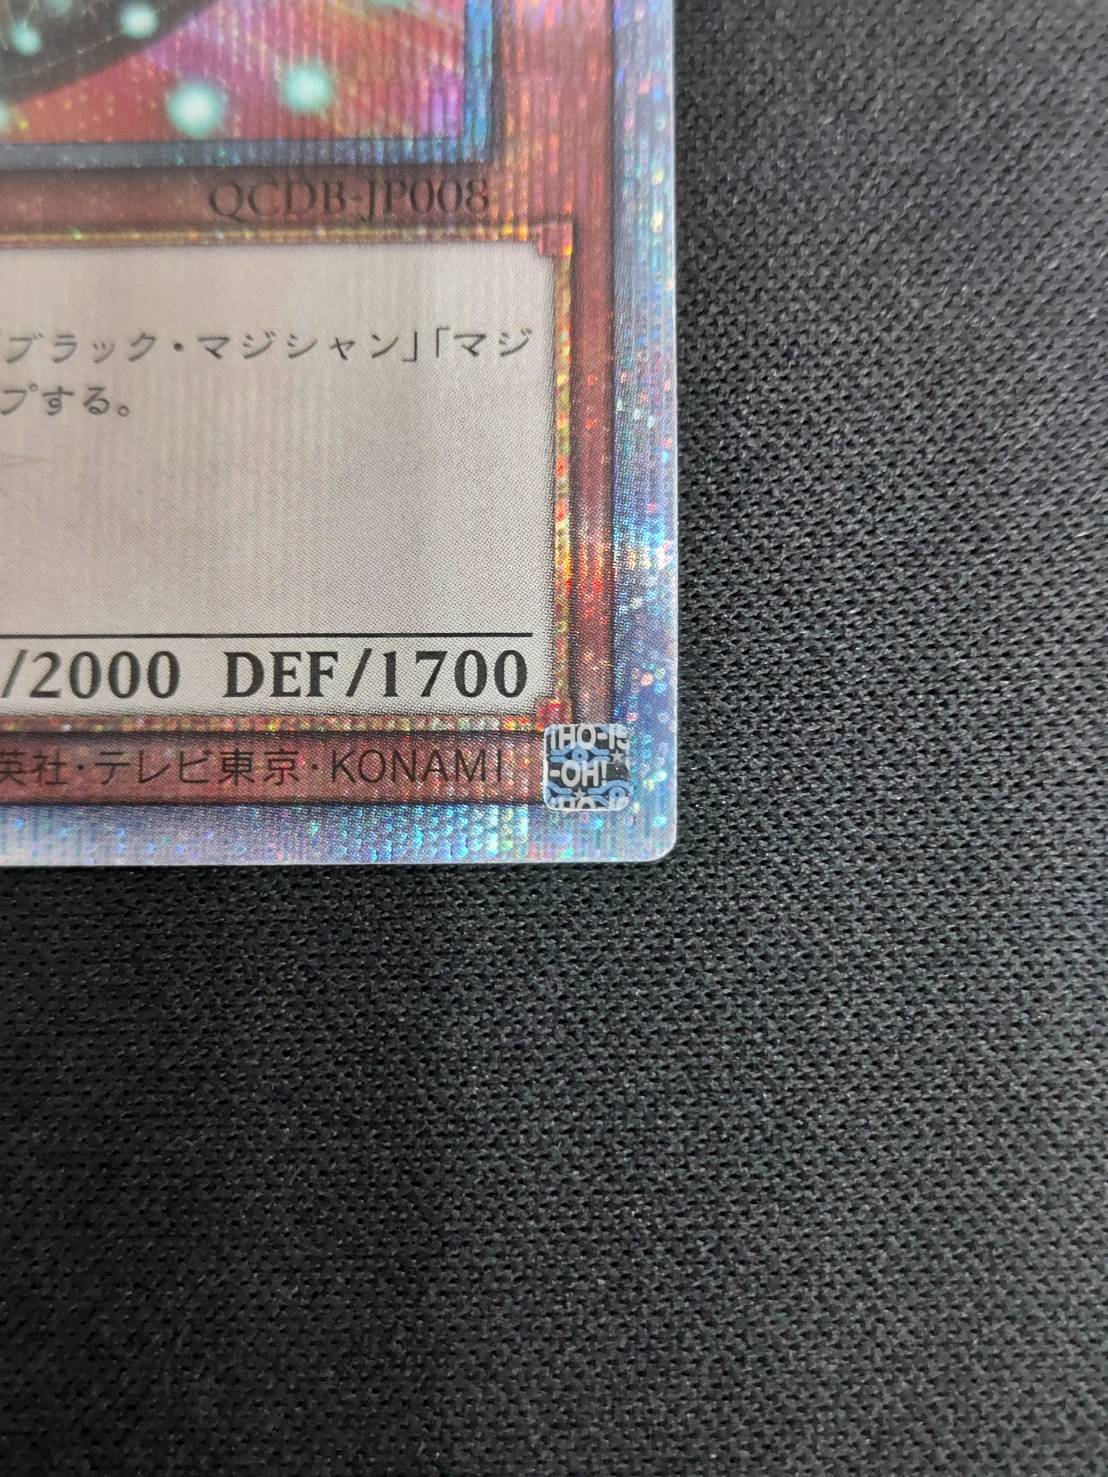 QCDB-JP008
ブラック・マジシャン」「マジ
プする。
/2000 DEF/1700
英社・テレビ東京・KONAMI
-OH!